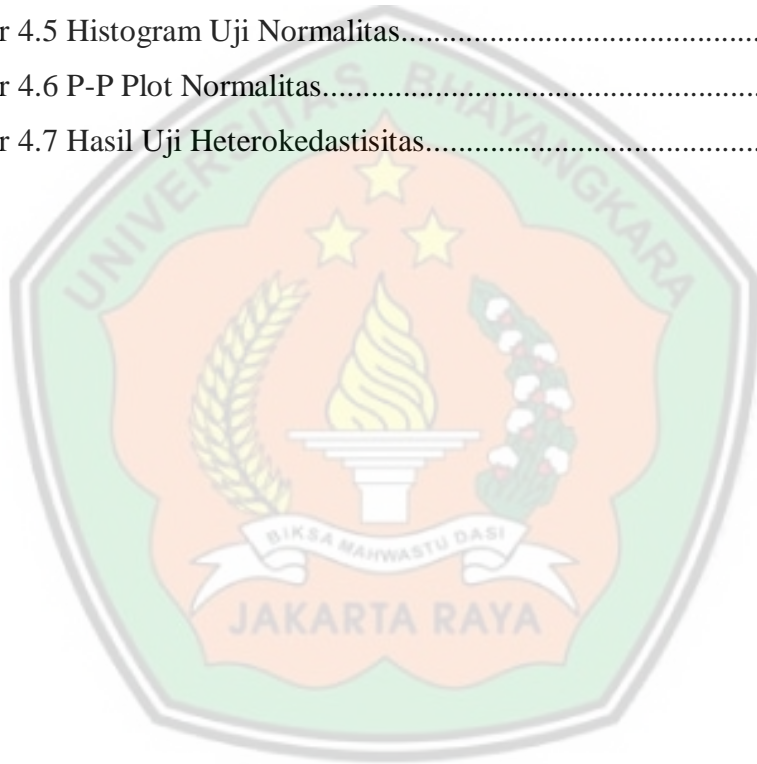 r 4.5 Histogram Uji Normalitas............................................
r 4.6 P-P Plot Normalitas......................................................
r 4.7 Hasil Uji Heterokedastisitas.........................................
UNIVERSITAS BHAYANGKARA
BIKSA MAHWASTU DASI
JAKARTA RAYA